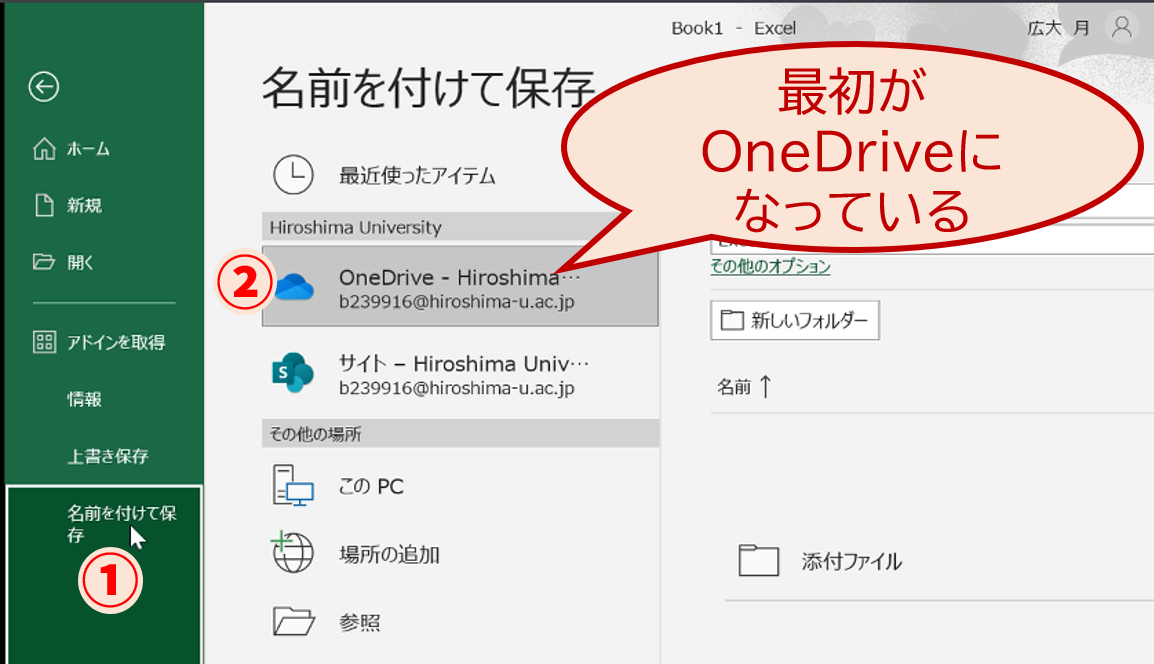 Book1 - Excel
広大 月
名前を付けて保存
最初が
OneDriveに
なっている
ホーム
新規
開く
アドインを取得
情報
上書き保存
名前を付けて保
存
①
最近使ったアイテム
Hiroshima University
②
OneDrive - Hiroshima…
b239916@hiroshima-u.ac.jp
S
サイト – Hiroshima Univ…
b239916@hiroshima-u.ac.jp
その他の場所
この PC
場所の追加
参照
その他のオプション
新しいフォルダー
名前 ↑
添付ファイル